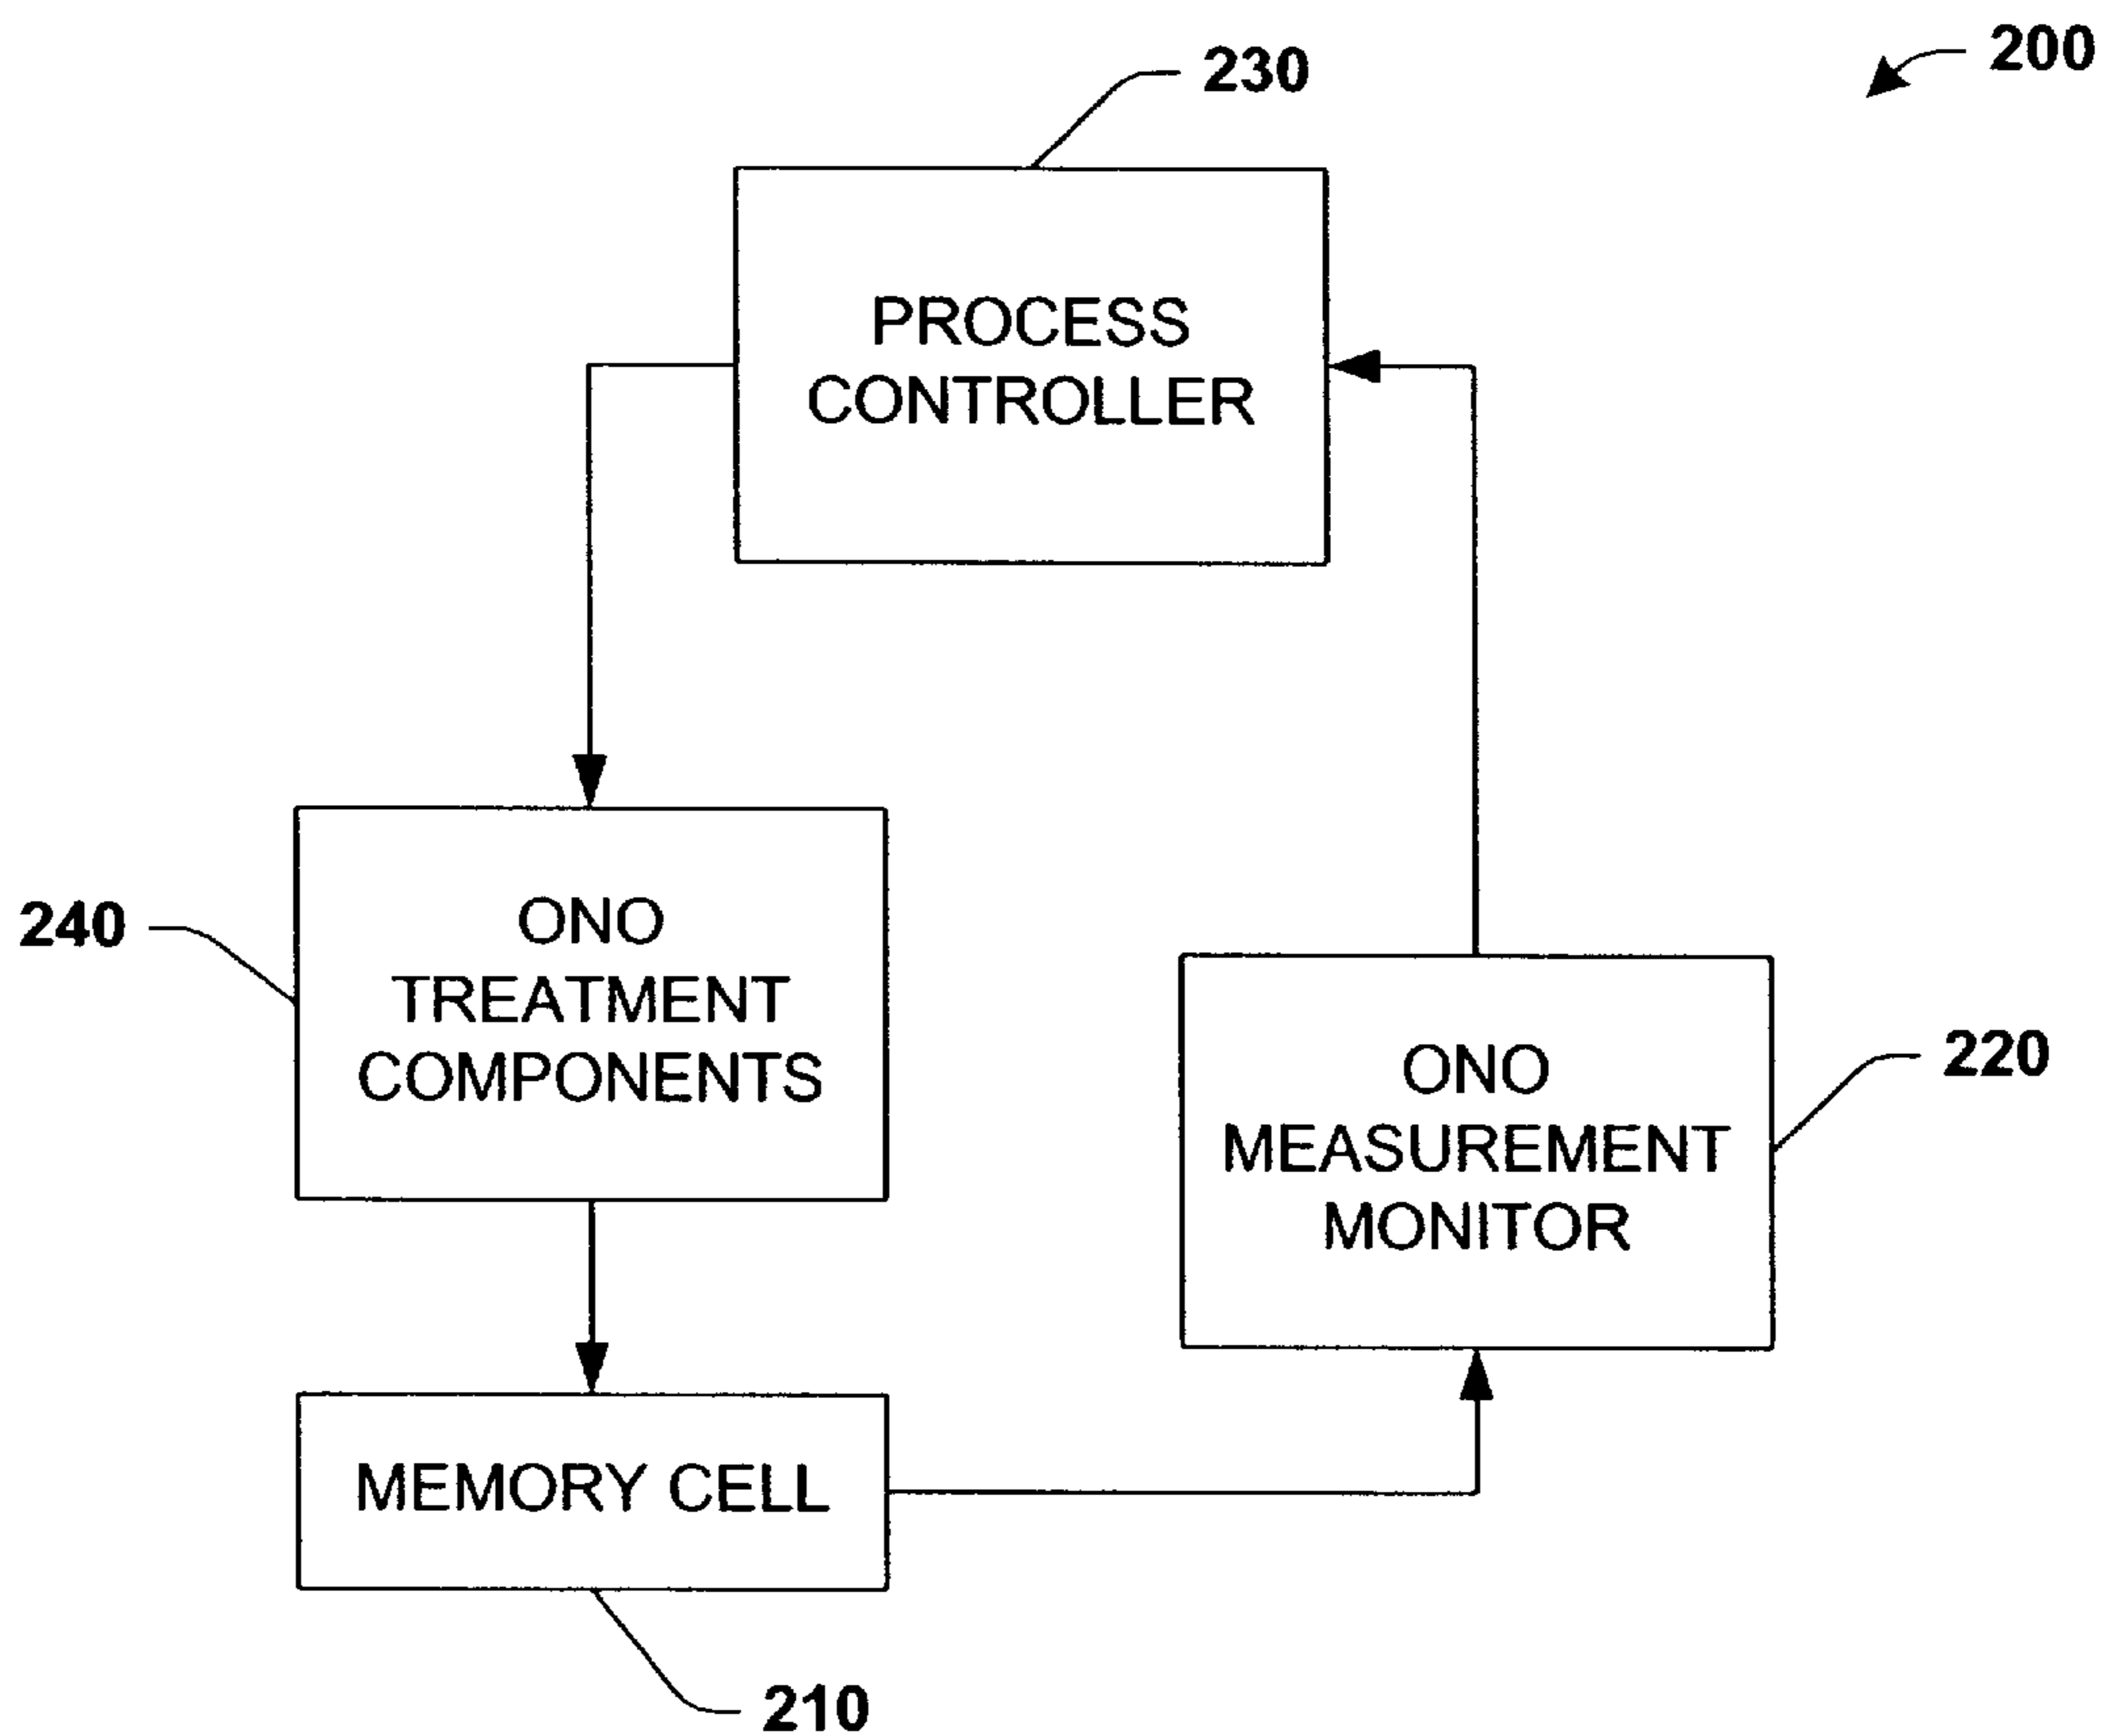 200
230
PROCESS
CONTROLLER
240
ONO
TREATMENT
COMPONENTS
ONO
MEASUREMENT
MONITOR
220
MEMORY CELL
210